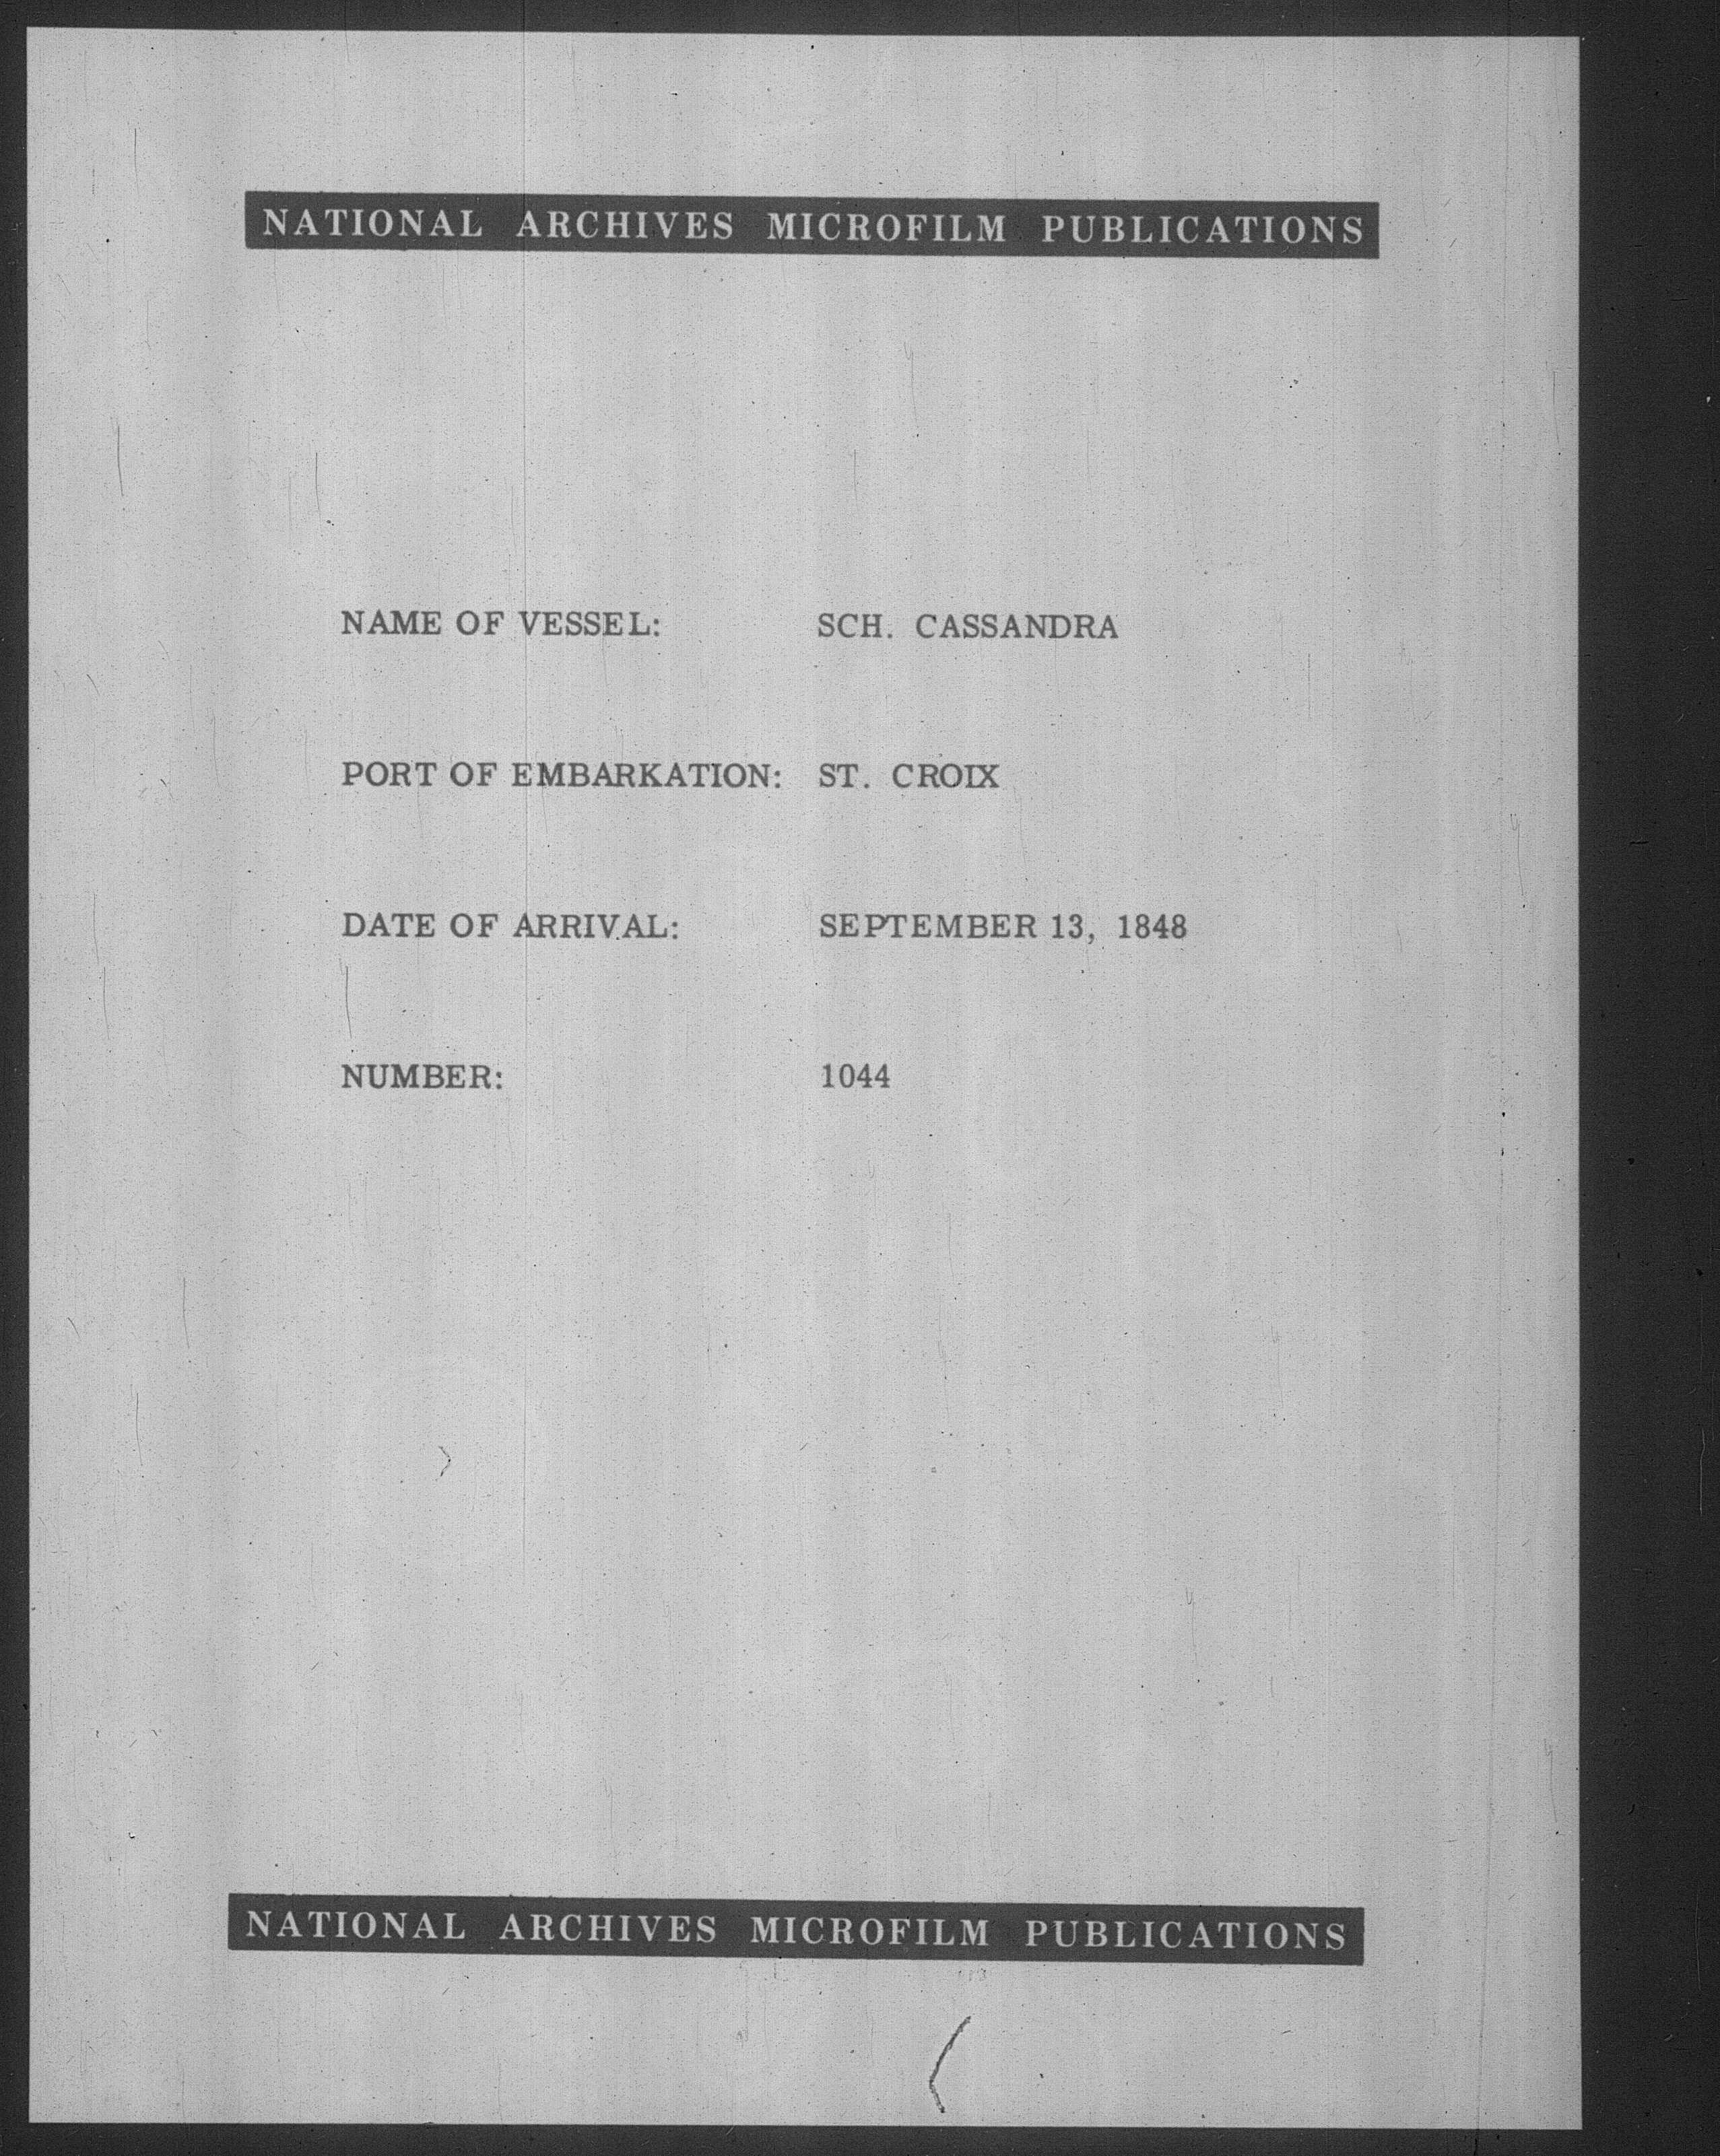 NATIONAL ARCHIVES MICROFILM PUBLICATIONS
NAME OF VESSEL: SCH. CASSANDRA
PORT OF EMBARKATION: ST. CROIX
DATE OF ARRIVAL: SEPTEMBER 13, 1848
NUMBER: 1044
NATIONAL ARCHIVES MICROFILM PUBLICATIONS